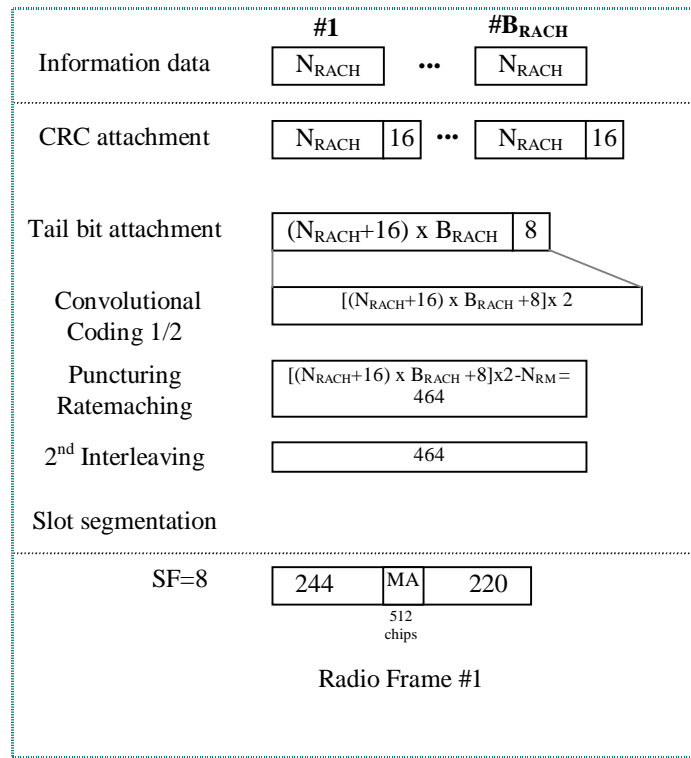 #1 #B_RACH
Information data N_RACH ... N_RACH
CRC attachment N_RACH 16 ... N_RACH 16
Tail bit attachment (N_RACH+16) x B_RACH 8
Convolutional
Coding 1/2
[(N_RACH+16) x B_RACH +8]x 2
Puncturing
Ratemaching
[(N_RACH+16) x B_RACH +8]x2-N_RM =
464
2nd Interleaving 464
Slot segmentation
SF=8 244 MA 220
512
chips
Radio Frame #1